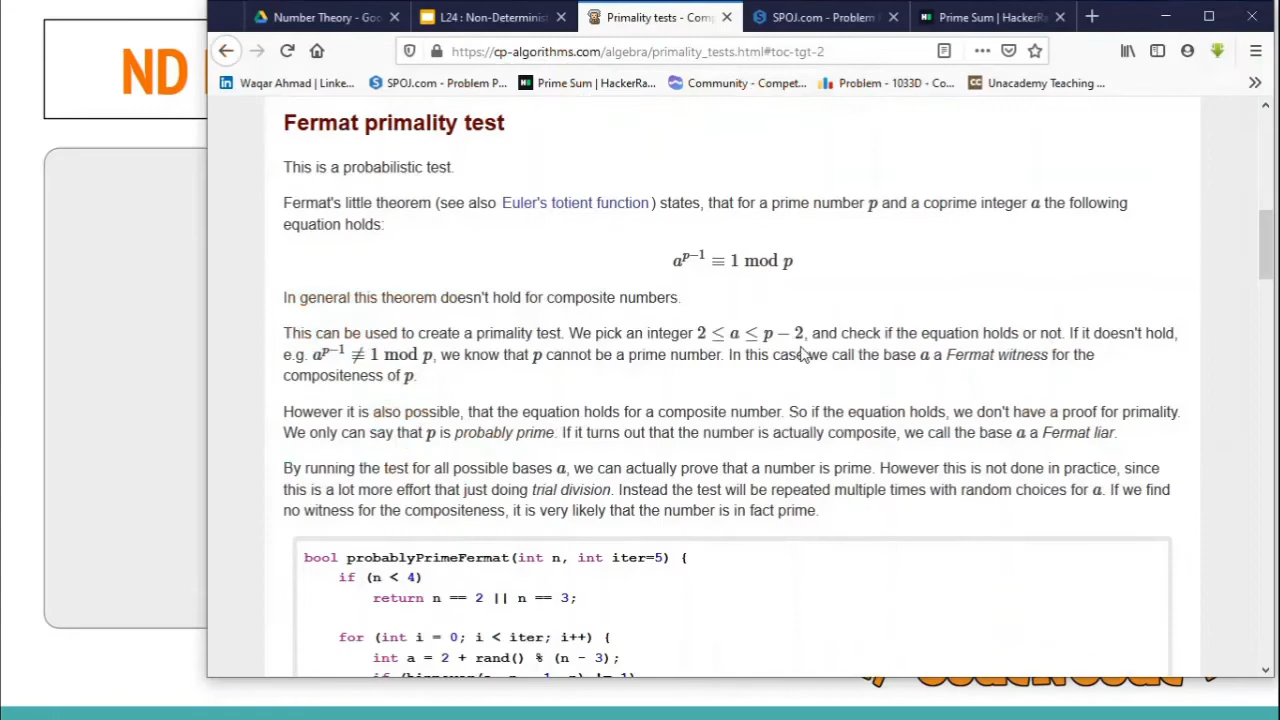 Number Theory - Goo
L24 : Non-Determinis
Primality tests - Comp
SPOJ.com - Problem
Prime Sum | HackerRa
https://cp-algorithms.com/algebra/primality_tests.html#toc-tgt-2
Waqar Ahmad | Linke...
SPOJ.com - Problem P...
Prime Sum | HackerRa...
Community - Compet...
Problem - 1033D - Co...
Unacademy Teaching ...
ND
Fermat primality test
This is a probabilistic test.
Fermat's little theorem (see also Euler's totient function) states, that for a prime number p and a coprime integer a the following
equation holds:
a^{p−1} ≡ 1 mod p
In general this theorem doesn't hold for composite numbers.
This can be used to create a primality test. We pick an integer 2 ≤ a ≤ p − 2, and check if the equation holds or not. If it doesn't hold,
e.g. a^{p−1} ≢ 1 mod p, we know that p cannot be a prime number. In this case we call the base a a Fermat witness for the
compositeness of p.
However it is also possible, that the equation holds for a composite number. So if the equation holds, we don't have a proof for primality.
We only can say that p is probably prime. If it turns out that the number is actually composite, we call the base a a Fermat liar.
By running the test for all possible bases a, we can actually prove that a number is prime. However this is not done in practice, since
this is a lot more effort that just doing trial division. Instead the test will be repeated multiple times with random choices for a. If we find
no witness for the compositeness, it is very likely that the number is in fact prime.
bool probablyPrimeFermat(int n, int iter=5) {
if (n < 4)
return n == 2 || n == 3;
for (int i = 0; i < iter; i++) {
int a = 2 + rand() % (n - 3);